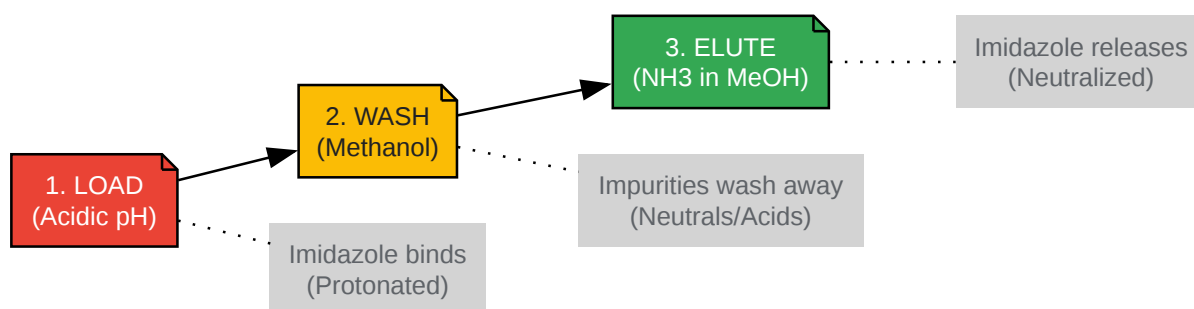 1. LOAD
(Acidic pH)
Imidazole binds
(Protonated)
2. WASH
(Methanol)
Impurities wash away
(Neutrals/Acids)
3. ELUTE
(NH3 in MeOH)
Imidazole releases
(Neutralized)